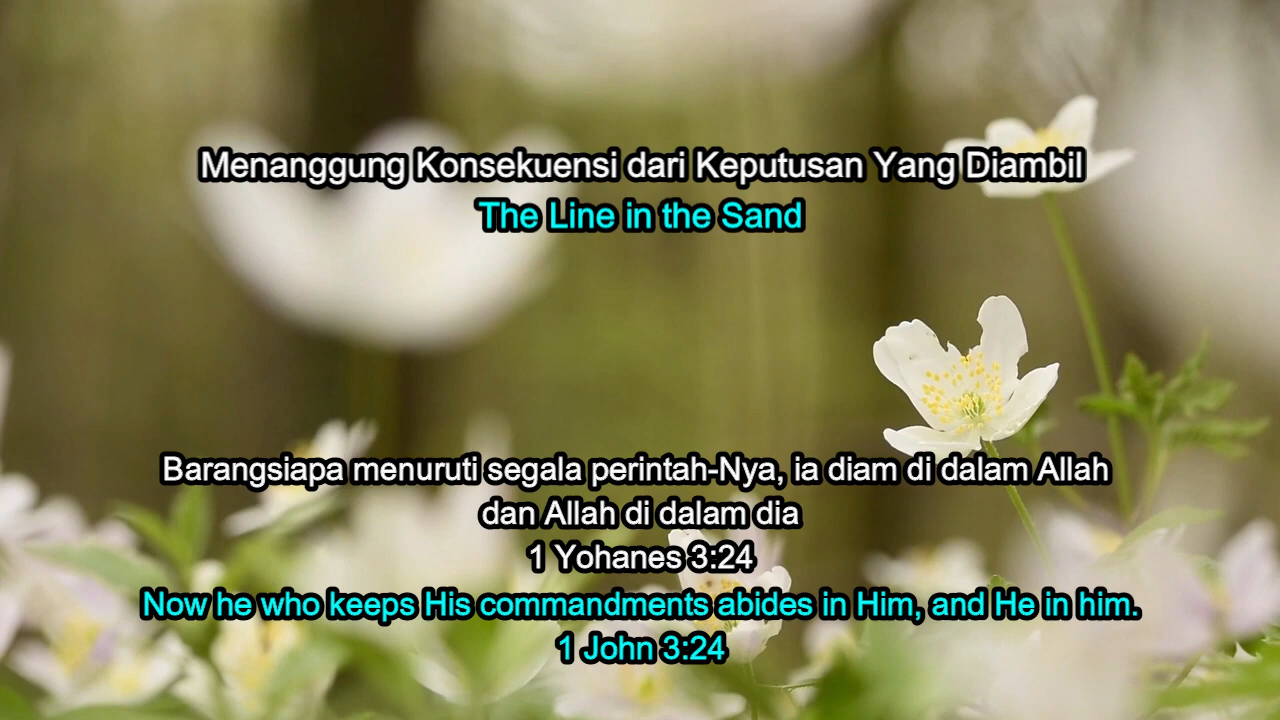 Menanggung Konsekuensi dari Keputusan Yang Diambil
The Line in the Sand
Barangsiapa menuruti segala perintah-Nya, ia diam di dalam Allah
dan Allah di dalam dia
1 Yohanes 3:24
Now he who keeps His commandments abides in Him, and He in him.
1 John 3:24